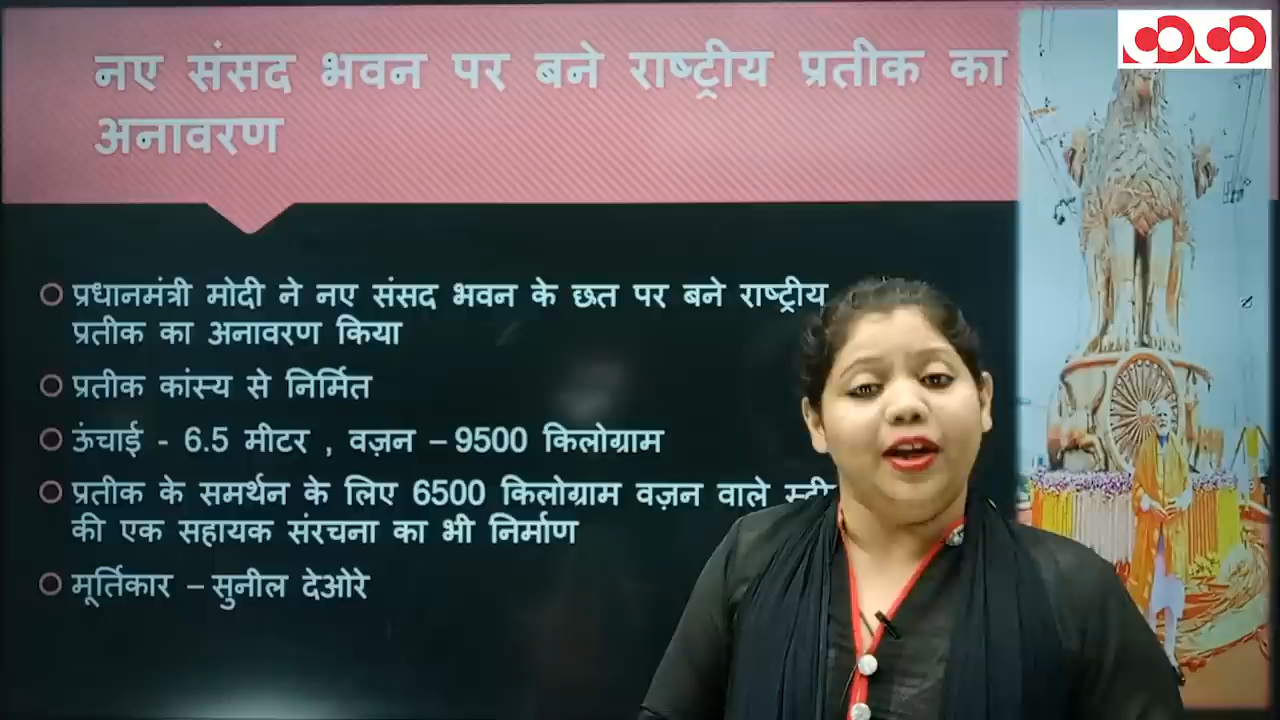 नए संसद भवन पर बने राष्ट्रीय प्रतीक का
अनावरण
प्रधानमंत्री मोदी ने नए संसद भवन के छत पर बने राष्ट्रीय
प्रतीक का अनावरण किया
प्रतीक कांस्य से निर्मित
ऊंचाई - 6.5 मीटर , वज़न – 9500 किलोग्राम
प्रतीक के समर्थन के लिए 6500 किलोग्राम वज़न वाले
की एक सहायक संरचना का भी निर्माण
मूर्तिकार – सुनील देओरे